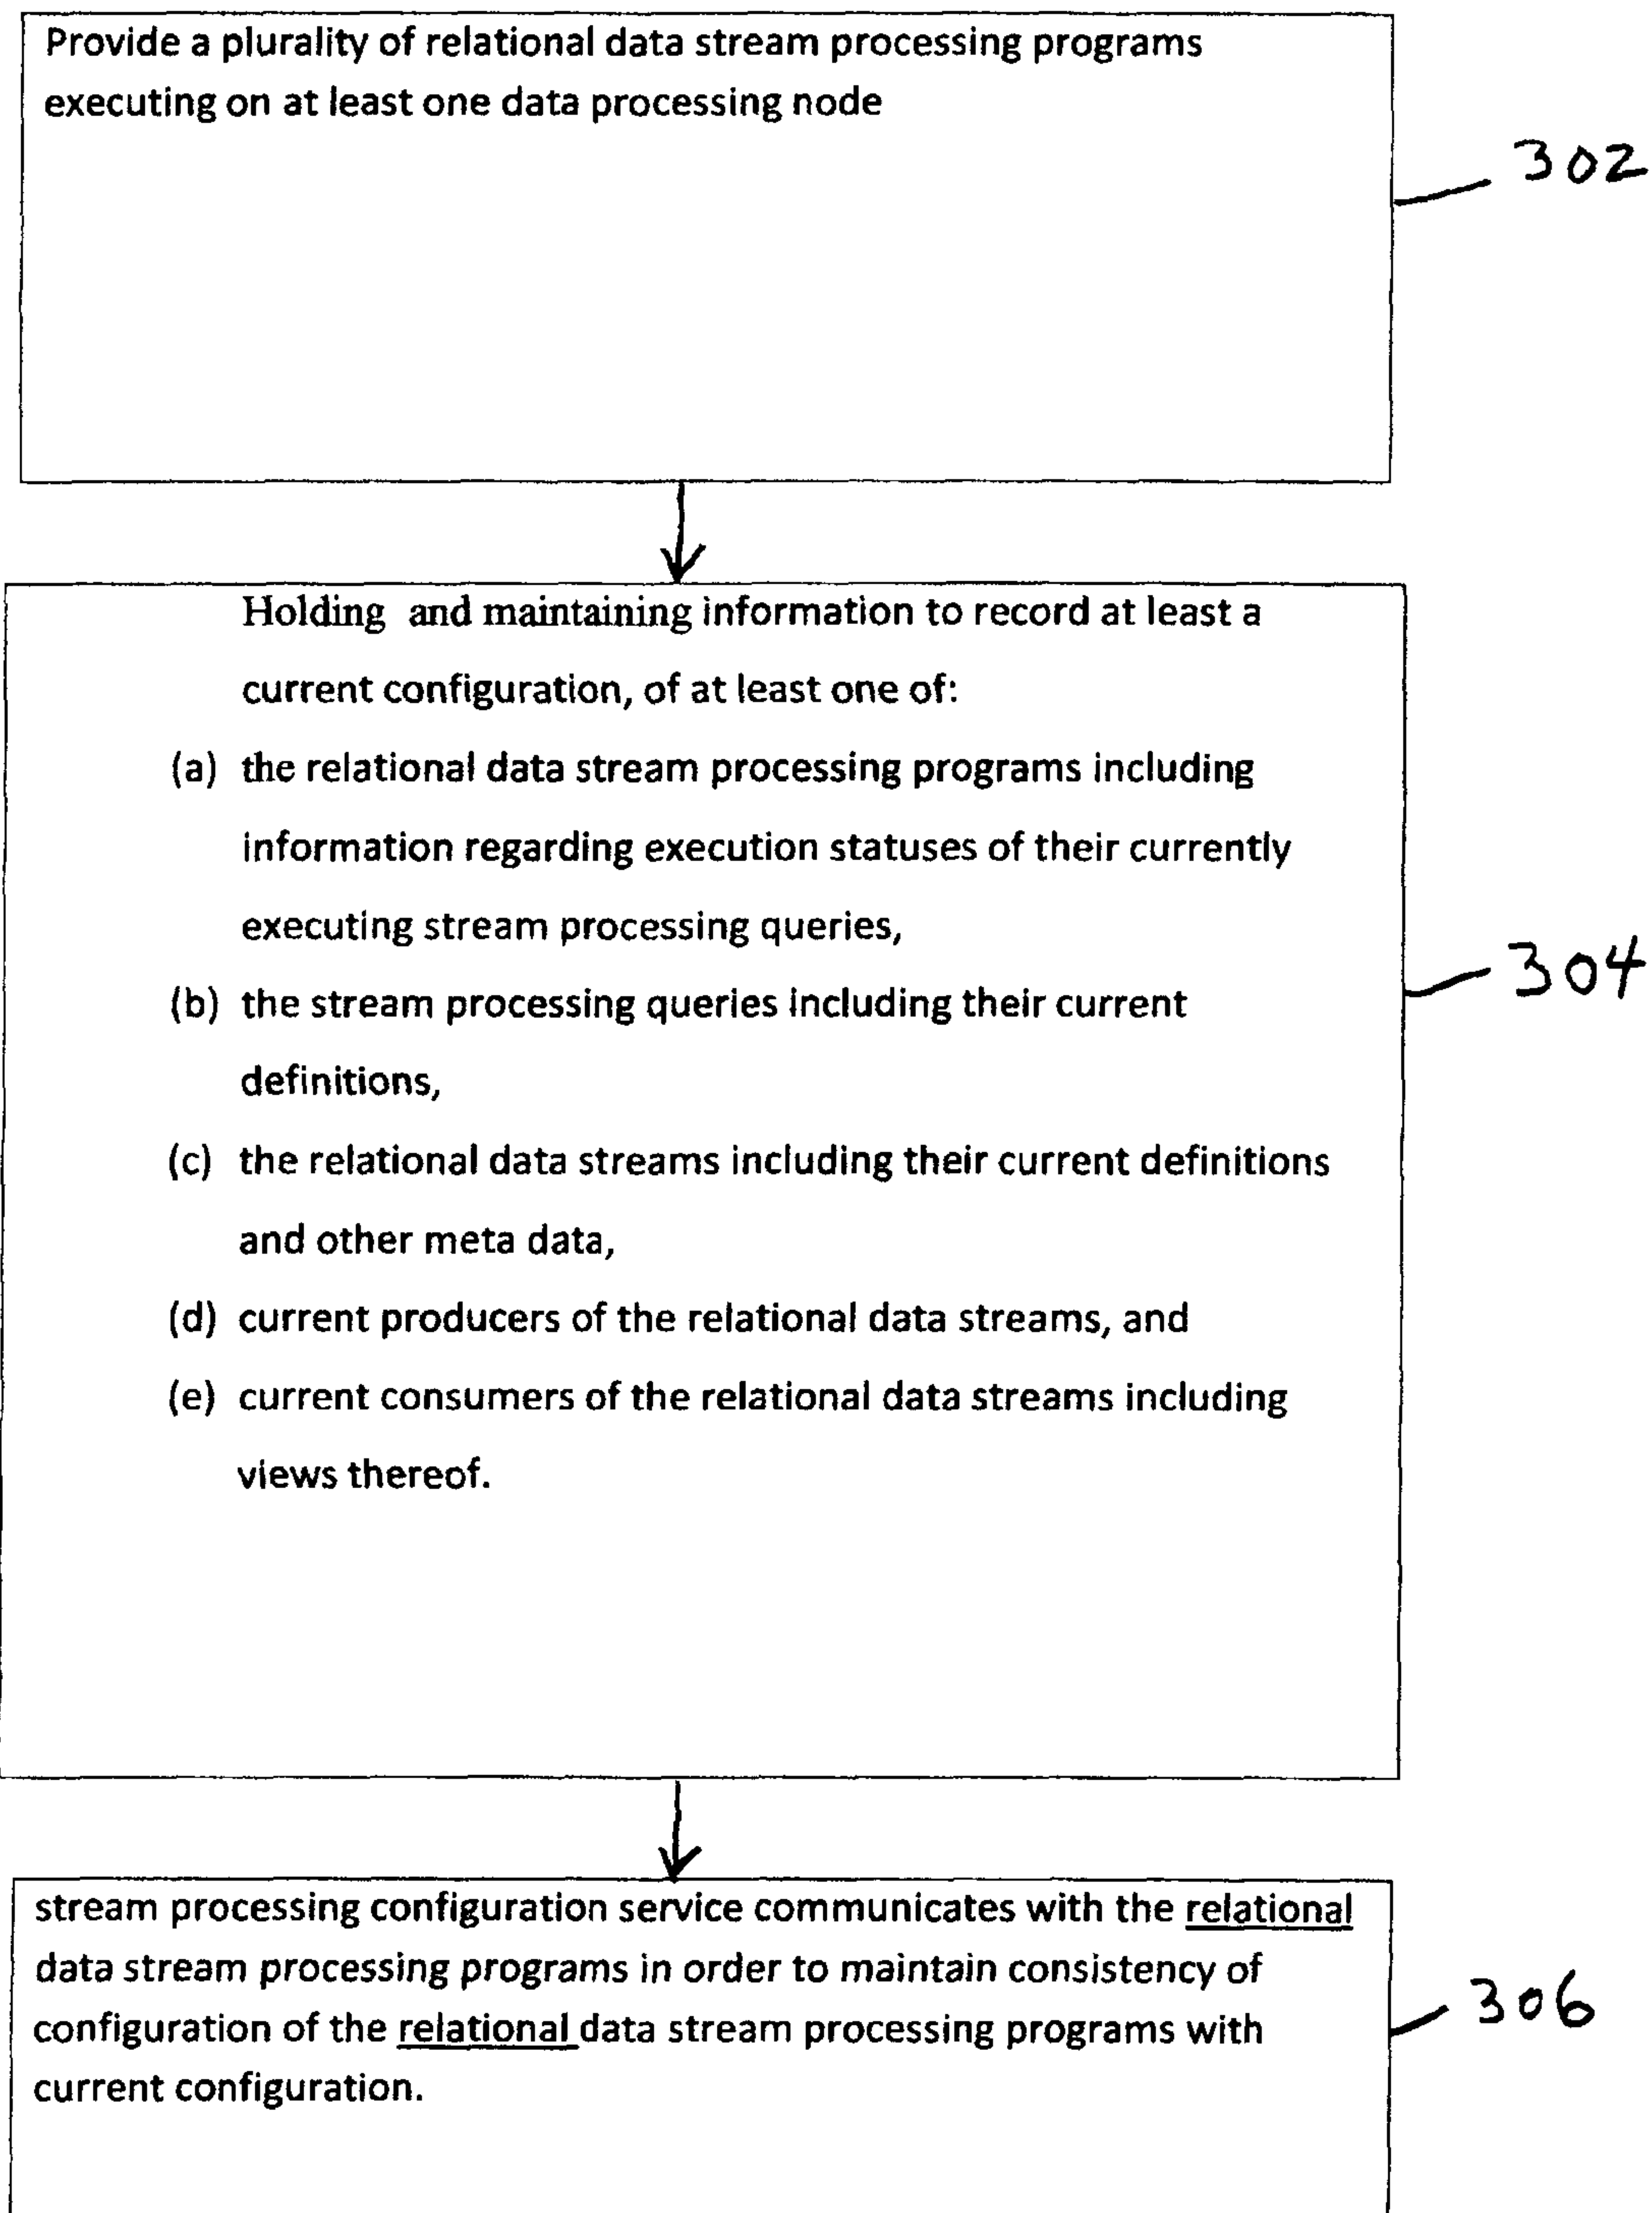 Provide a plurality of relational data stream processing programs
executing on at least one data processing node
302
Holding and maintaining information to record at least a
current configuration, of at least one of:
(a) the relational data stream processing programs including
information regarding execution statuses of their currently
executing stream processing queries,
(b) the stream processing queries including their current
definitions,
(c) the relational data streams including their current definitions
and other meta data,
(d) current producers of the relational data streams, and
(e) current consumers of the relational data streams including
views thereof.
304
stream processing configuration service communicates with the relational
data stream processing programs in order to maintain consistency of
configuration of the relational data stream processing programs with
current configuration.
306